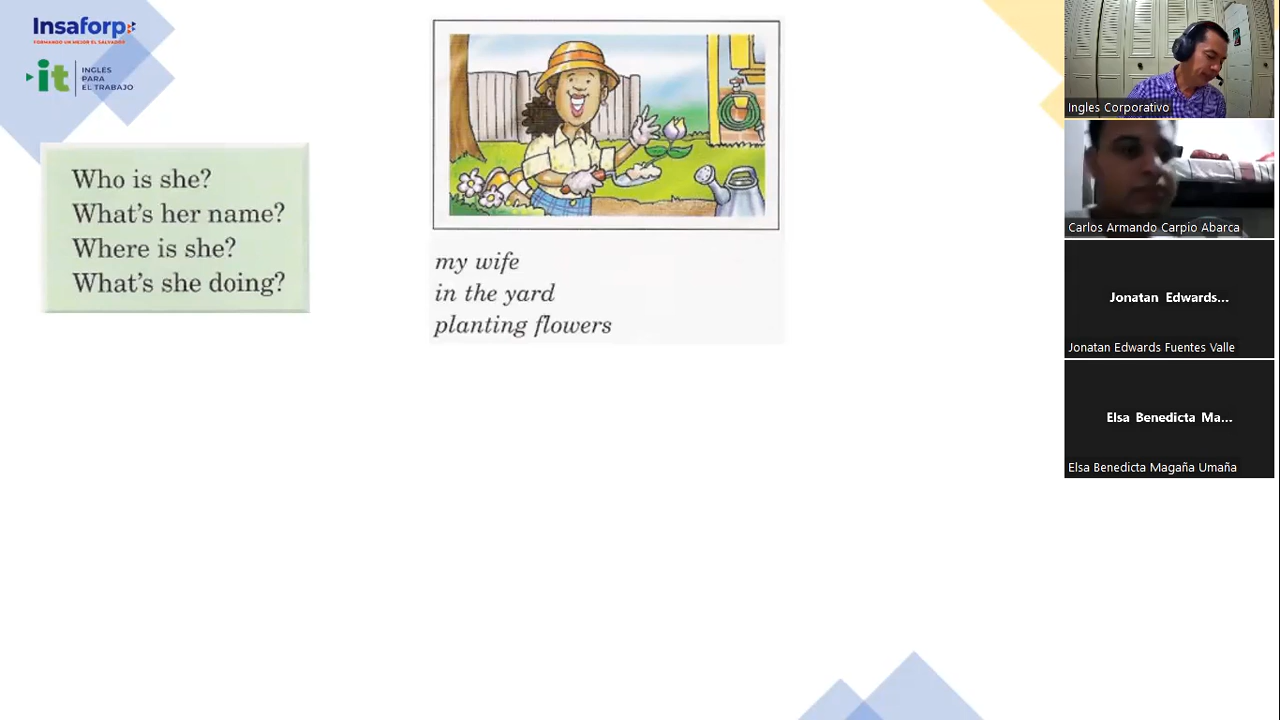 Insaforp
FORMANDO UN MEJOR EL SALVADOR
it
INGLES
PARA
EL TRABAJO
Who is she?
What's her name?
Where is she?
What's she doing?
my wife
in the yard
planting flowers
Ingles Corporativo
Carlos Armando Carpio Abarca
Jonatan Edwards...
Jonatan Edwards Fuentes Valle
Elsa Benedicta Ma...
Elsa Benedicta Magaña Umaña